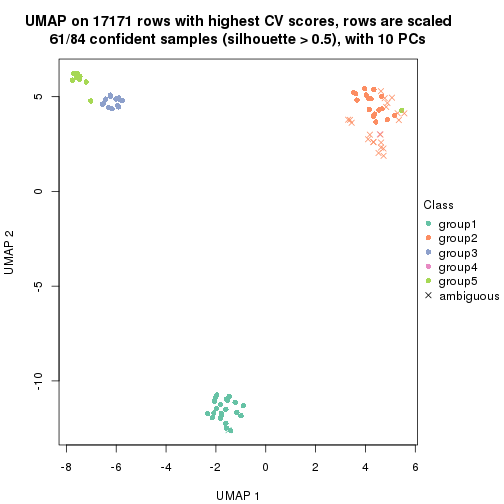 UMAP on 17171 rows with highest CV scores, rows are scaled
61/84 confident samples (silhouette > 0.5), with 10 PCs
5
0
-5
-10
UMAP 2
-8 -6 -4 -2 0 2 4 6
UMAP 1
Class
group1
group2
group3
group4
group5
ambiguous